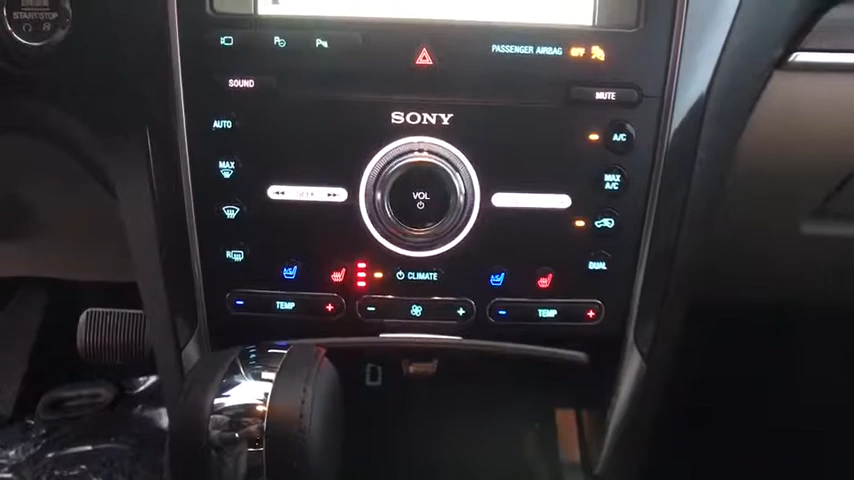 START/STOP
PASSENGER AIRBAG OFF
SOUND
MUTE
SONY
AUTO
A/C
MAX
MAX
A/C
VOL
R
DUAL
CLIMATE
TEMP
TEMP